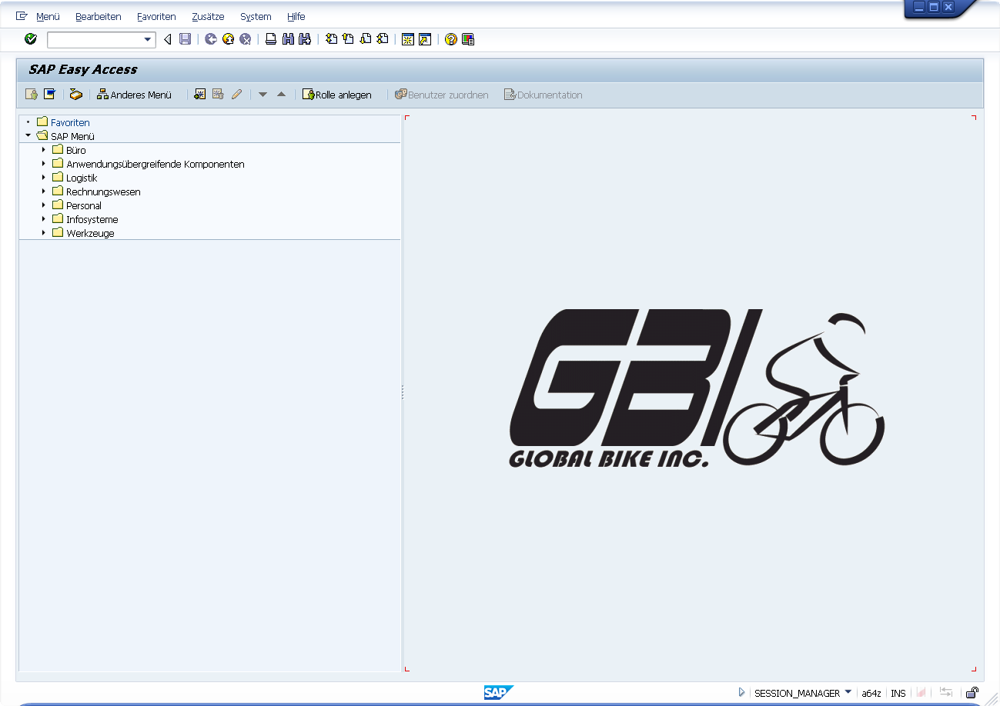 Menü Bearbeiten Favoriten Zusätze System Hilfe
SAP Easy Access
Anderes Menü Rolle anlegen Benutzer zuordnen Dokumentation
Favoriten
SAP Menü
Büro
Anwendungsübergreifende Komponenten
Logistik
Rechnungswesen
Personal
Infosysteme
Werkzeuge
GBI
GLOBAL BIKE INC.
SAP SESSION_MANAGER a64z INS